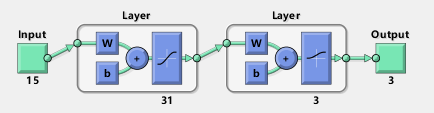 Layer Layer
Input Output
W W
+ +
b b
15 3
31 3